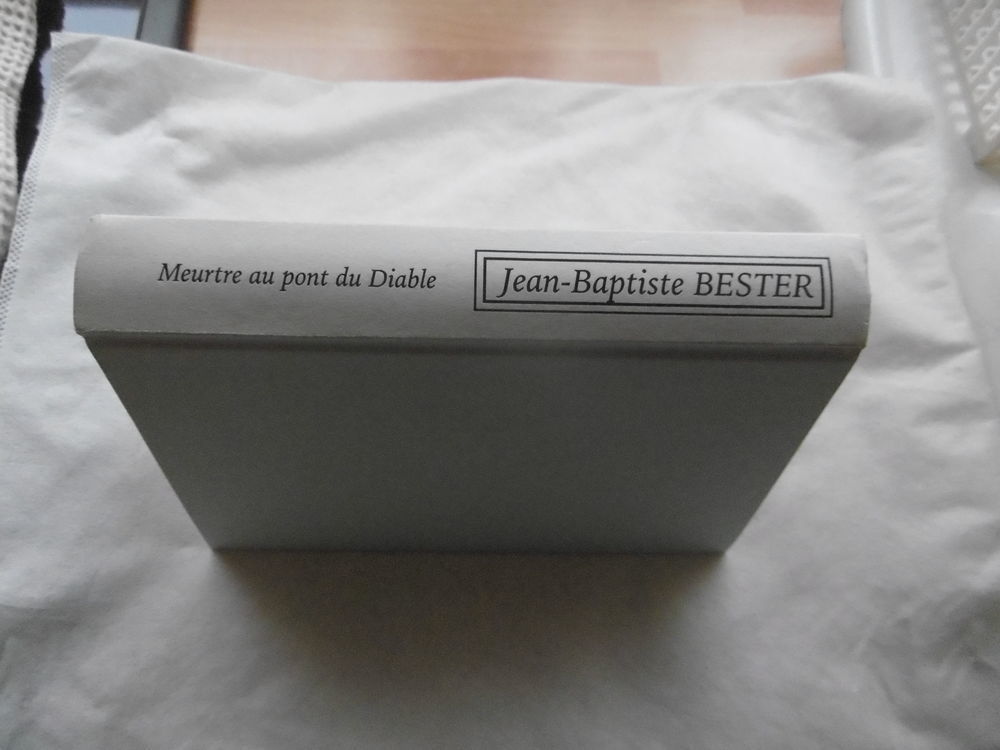 Meurtre au pont du Diable
Jean-Baptiste BESTER